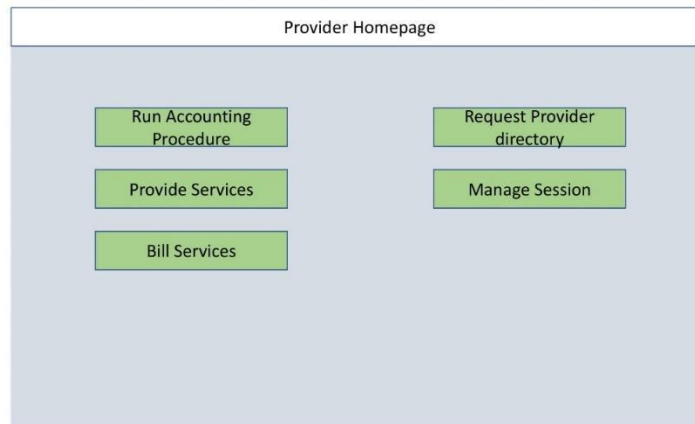 Provider Homepage
Run Accounting
Procedure
Request Provider
directory
Provide Services
Manage Session
Bill Services